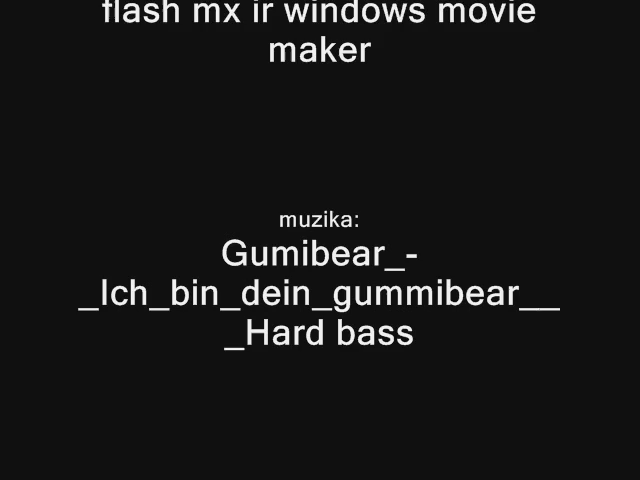 flash mx ir windows movie
maker
muzika:
Gumibear_-
_Ich_bin_dein_gummibear__
_Hard bass